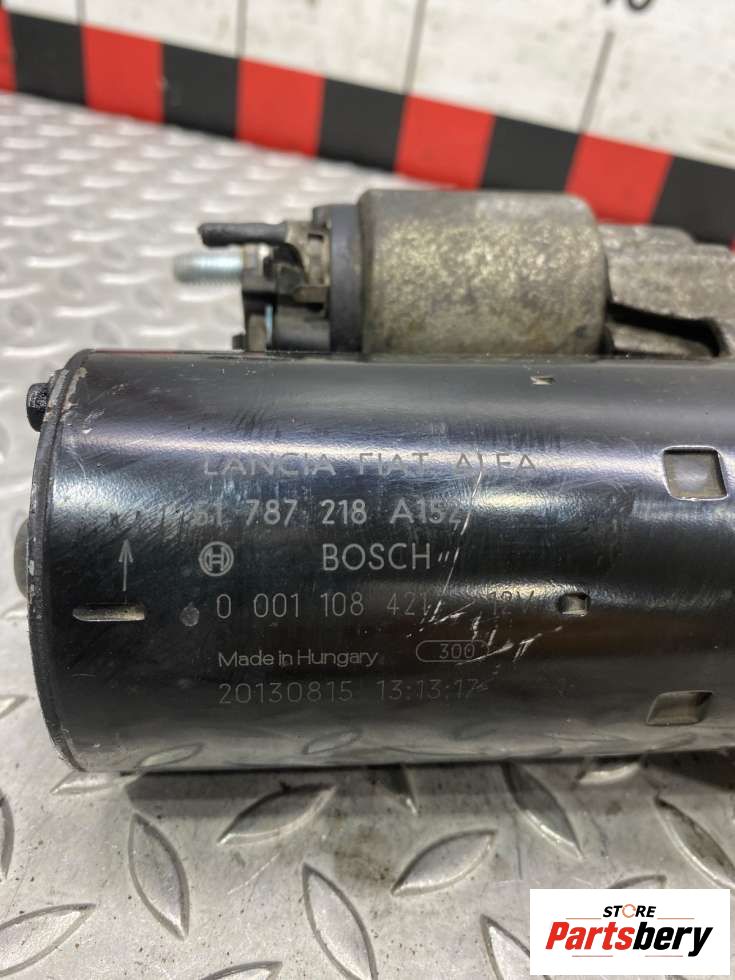 LANCIA FIAT ALFA
51 787 218 A152
BOSCH
0 001 108 421 12V
Made in Hungary 300
20130815 13:13:17
STORE
Partsbery